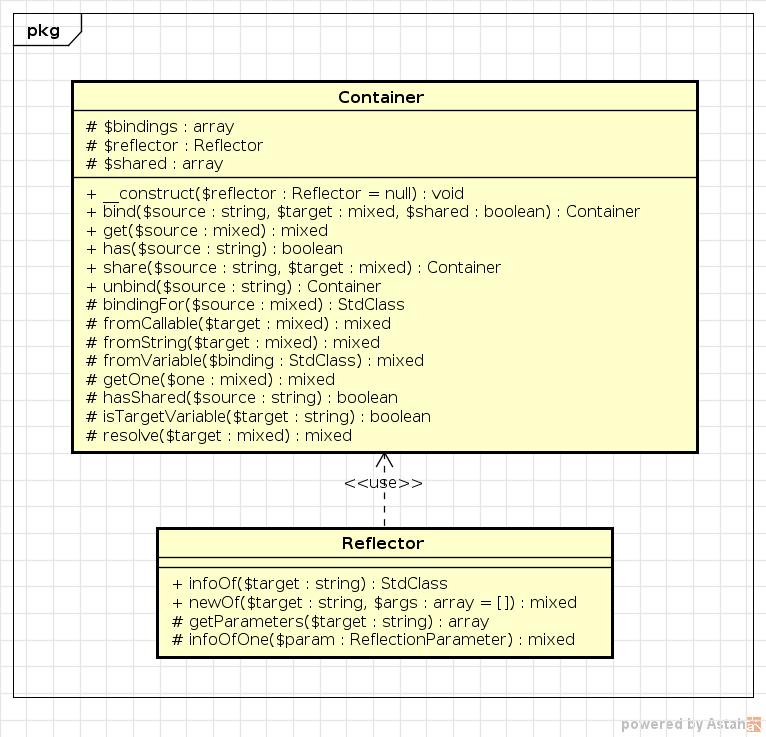 pkg
Container
# $bindings : array
# $reflector : Reflector
# $shared : array
+ __construct($reflector : Reflector = null) : void
+ bind($source : string, $target : mixed, $shared : boolean) : Container
+ get($source : mixed) : mixed
+ has($source : string) : boolean
+ share($source : string, $target : mixed) : Container
+ unbind($source : string) : Container
# bindingFor($source : mixed) : StdClass
# fromCallable($target : mixed) : mixed
# fromString($target : mixed) : mixed
# fromVariable($binding : StdClass) : mixed
# getOne($one : mixed) : mixed
# hasShared($source : string) : boolean
# isTargetVariable($target : string) : boolean
# resolve($target : mixed) : mixed
<<use>>
Reflector
+ infoOf($target : string) : StdClass
+ newOf($target : string, $args : array = []) : mixed
# getParameters($target : string) : array
# infoOfOne($param : ReflectionParameter) : mixed
powered by Astah